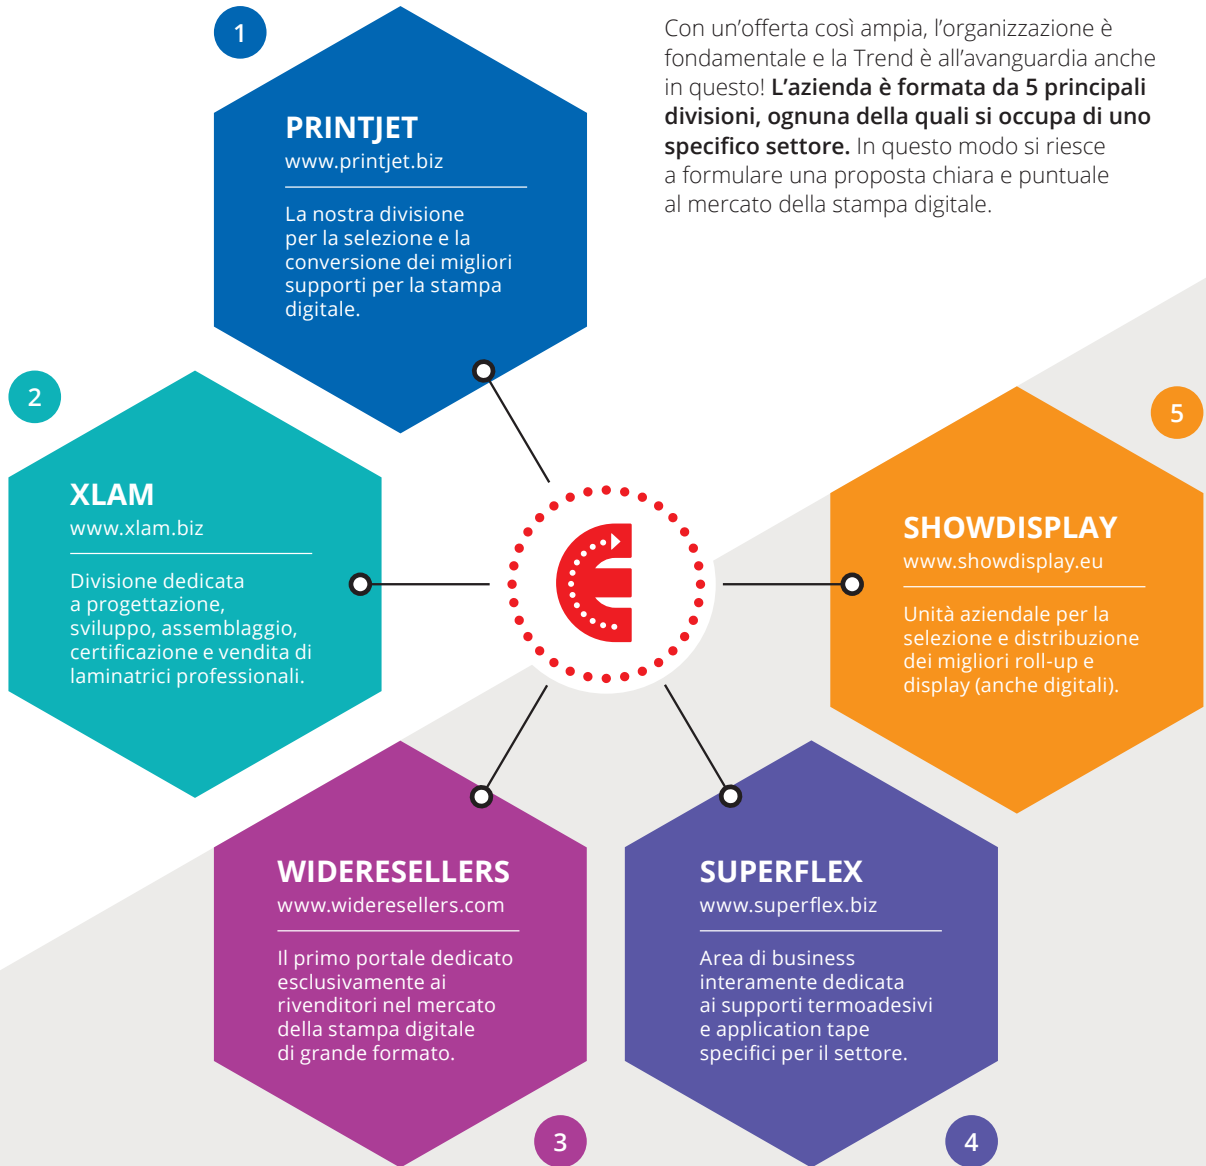 Con un’offerta così ampia, l’organizzazione è
fondamentale e la Trend è all’avanguardia anche
in questo! L’azienda è formata da 5 principali
divisioni, ognuna della quali si occupa di uno
specifico settore. In questo modo si riesce
a formulare una proposta chiara e puntuale
al mercato della stampa digitale.
1
PRINTJET
www.printjet.biz
La nostra divisione
per la selezione e la
conversione dei migliori
supporti per la stampa
digitale.
2
XLAM
www.xlam.biz
Divisione dedicata
a progettazione,
sviluppo, assemblaggio,
certificazione e vendita di
laminatrici professionali.
WIDERESELLERS
www.wideresellers.com
Il primo portale dedicato
esclusivamente ai
rivenditori nel mercato
della stampa digitale
di grande formato.
3
SUPERFLEX
www.superflex.biz
Area di business
interamente dedicata
ai supporti termoadesivi
e application tape
specifici per il settore.
4
5
SHOWDISPLAY
www.showdisplay.eu
Unità aziendale per la
selezione e distribuzione
dei migliori roll-up e
display (anche digitali).